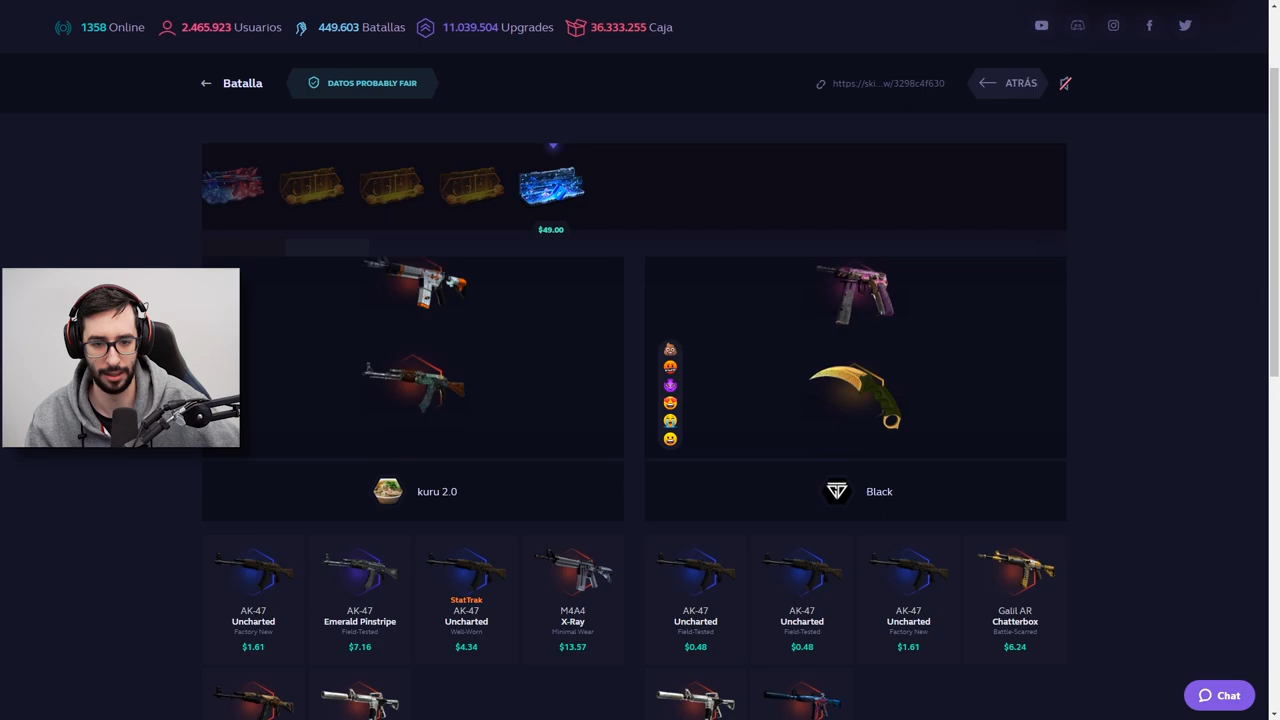 1358 Online
2.465.923 Usuarios
449.603 Batallas
11.039.504 Upgrades
36.333.255 Caja
Batalla
DATOS PROBABLY FAIR
https://ski...w/3298c4f630
ATRÁS
$49.00
kuru 2.0
Black
AK-47
Uncharted
Factory New
$1.61
AK-47
Emerald Pinstripe
Field-Tested
$7.16
StatTrak
AK-47
Uncharted
Well-Worn
$4.34
M4A4
X-Ray
Minimal Wear
$13.57
AK-47
Uncharted
Field-Tested
$0.48
AK-47
Uncharted
Field-Tested
$0.48
AK-47
Uncharted
Factory New
$1.61
Galil AR
Chatterbox
Battle-Scarred
$6.24
Chat